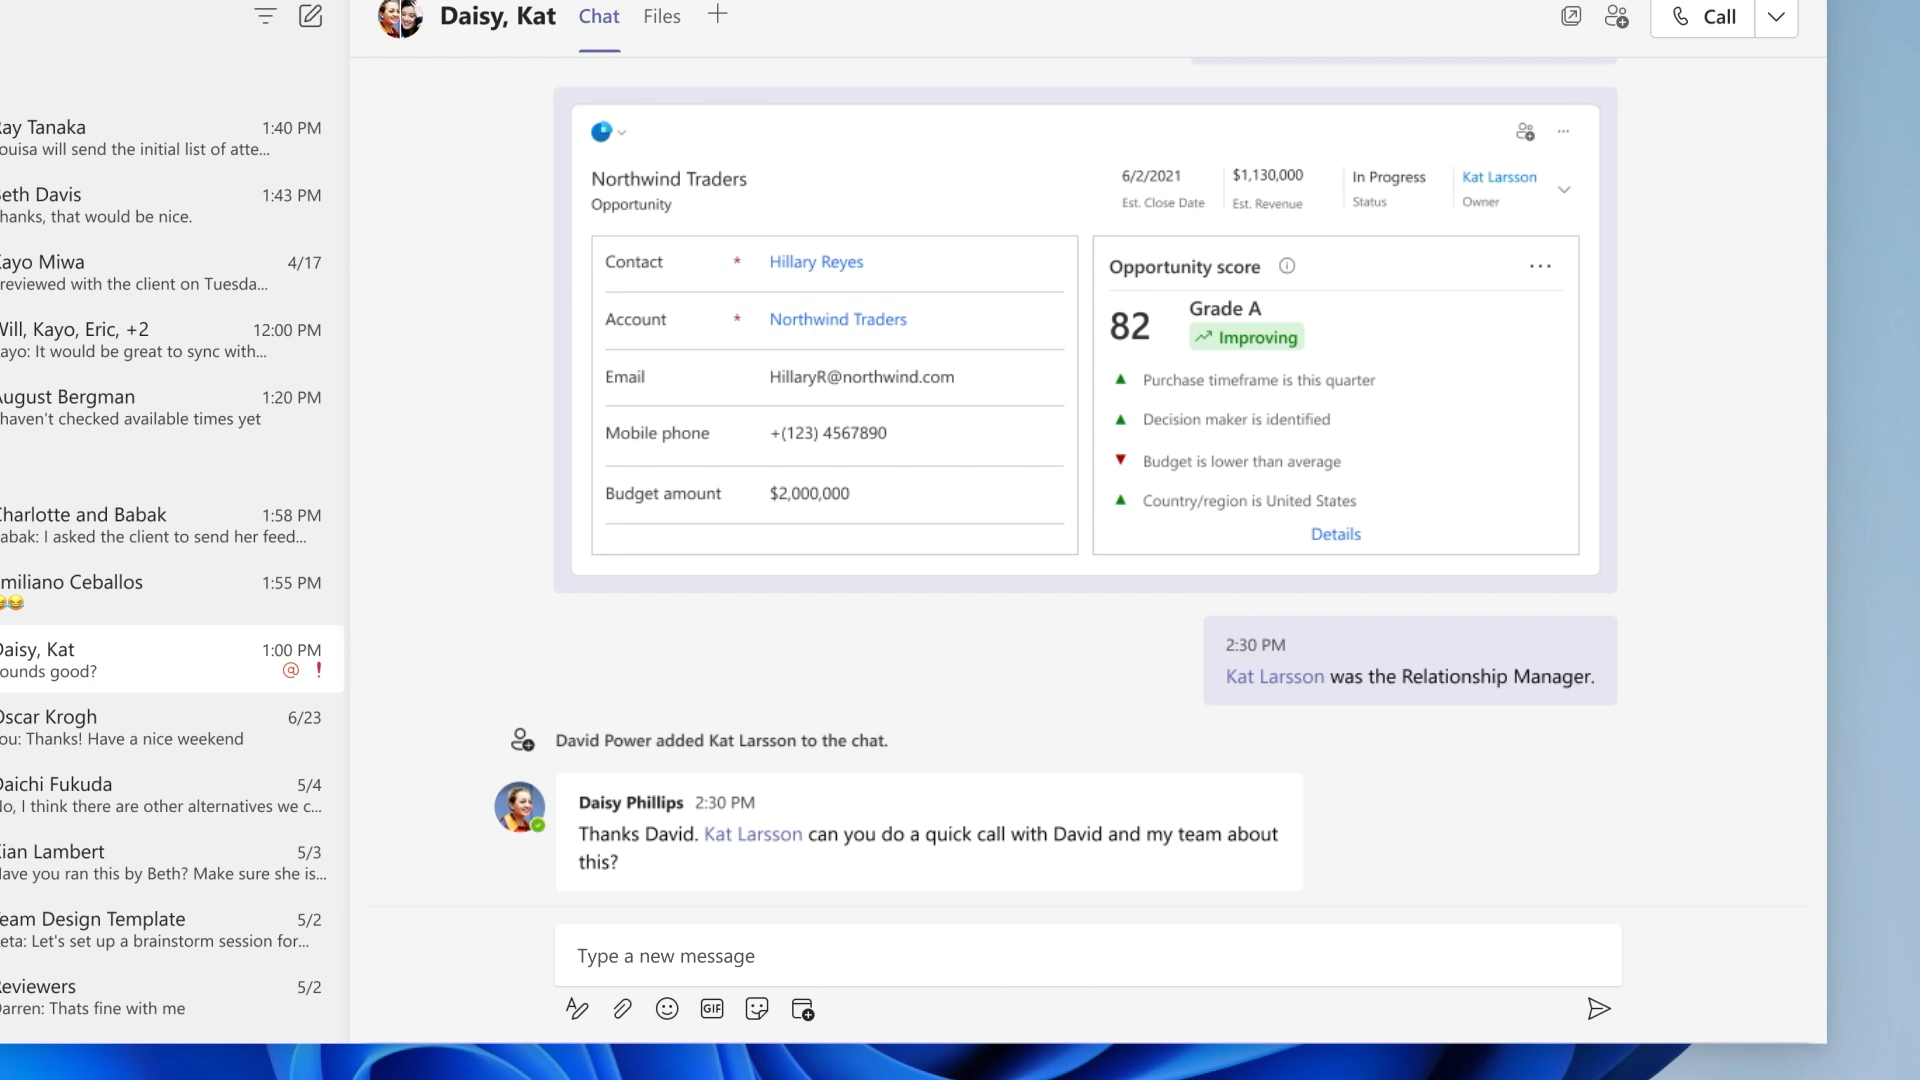 Daisy, Kat
Chat
Files
Call
ay Tanaka
1:40 PM
ouisa will send the initial list of atte...
eth Davis
1:43 PM
hanks, that would be nice.
ayo Miwa
4/17
reviewed with the client on Tuesda...
Will, Kayo, Eric, +2
12:00 PM
ayo: It would be great to sync with...
August Bergman
1:20 PM
haven't checked available times yet
Charlotte and Babak
1:58 PM
abak: I asked the client to send her feed...
miliano Ceballos
1:55 PM
Daisy, Kat
1:00 PM
ounds good?
@ !
Oscar Krogh
6/23
ou: Thanks! Have a nice weekend
Daichi Fukuda
5/4
No, I think there are other alternatives we c...
Kian Lambert
5/3
Have you ran this by Beth? Make sure she is...
eam Design Template
5/2
eta: Let's set up a brainstorm session for...
Reviewers
5/2
arren: Thats fine with me
Northwind Traders
Opportunity
6/2/2021
Est. Close Date
$1,130,000
Est. Revenue
In Progress
Status
Kat Larsson
Owner
Contact * Hillary Reyes
Account * Northwind Traders
Email HillaryR@northwind.com
Mobile phone +(123) 4567890
Budget amount $2,000,000
Opportunity score
82
Grade A
Improving
Purchase timeframe is this quarter
Decision maker is identified
Budget is lower than average
Country/region is United States
Details
2:30 PM
Kat Larsson was the Relationship Manager.
David Power added Kat Larsson to the chat.
Daisy Phillips 2:30 PM
Thanks David. Kat Larsson can you do a quick call with David and my team about
this?
Type a new message
GIF